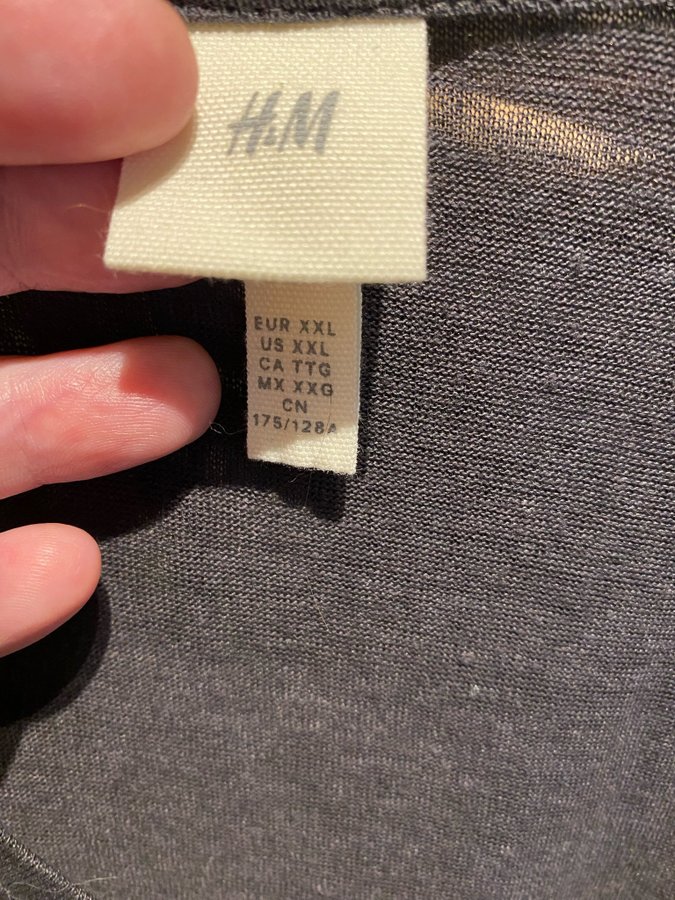 H&M
EUR XXL
US XXL
CA TTG
MX XXG
CN
175/128A